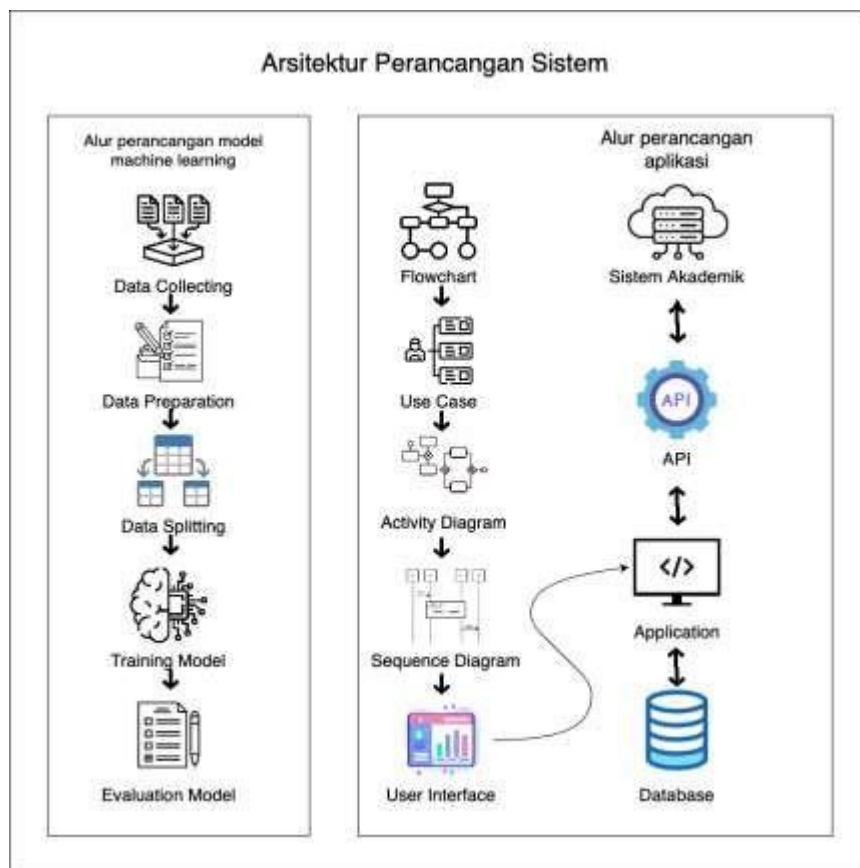 Arsitektur Perancangan Sistem
Alur perancangan model
machine learning
Data Collecting
Data Preparation
Data Splitting
Training Model
Evaluation Model
Flowchart
Use Case
Activity Diagram
Sequence Diagram
User Interface
Alur perancangan
aplikasi
Sistem Akademik
API
API
</>
Application
Database